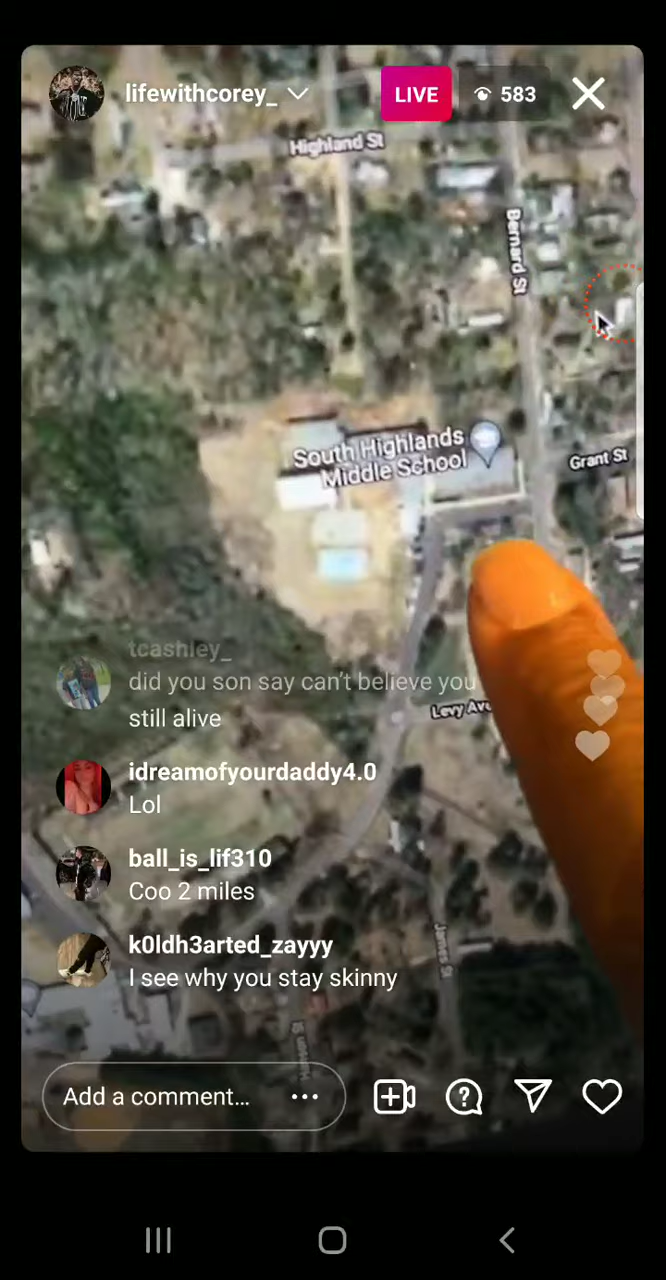 lifewithcorey_
LIVE
583
Highland St
Bernard St
South Highlands
Middle School
Grant St
tcashley_
did you son say can't believe you
still alive
Levy Ave
idreamofyourdaddy4.0
Lol
ball_is_lif310
Coo 2 miles
k0ldh3arted_zayyy
James St
I see why you stay skinny
Add a comment...